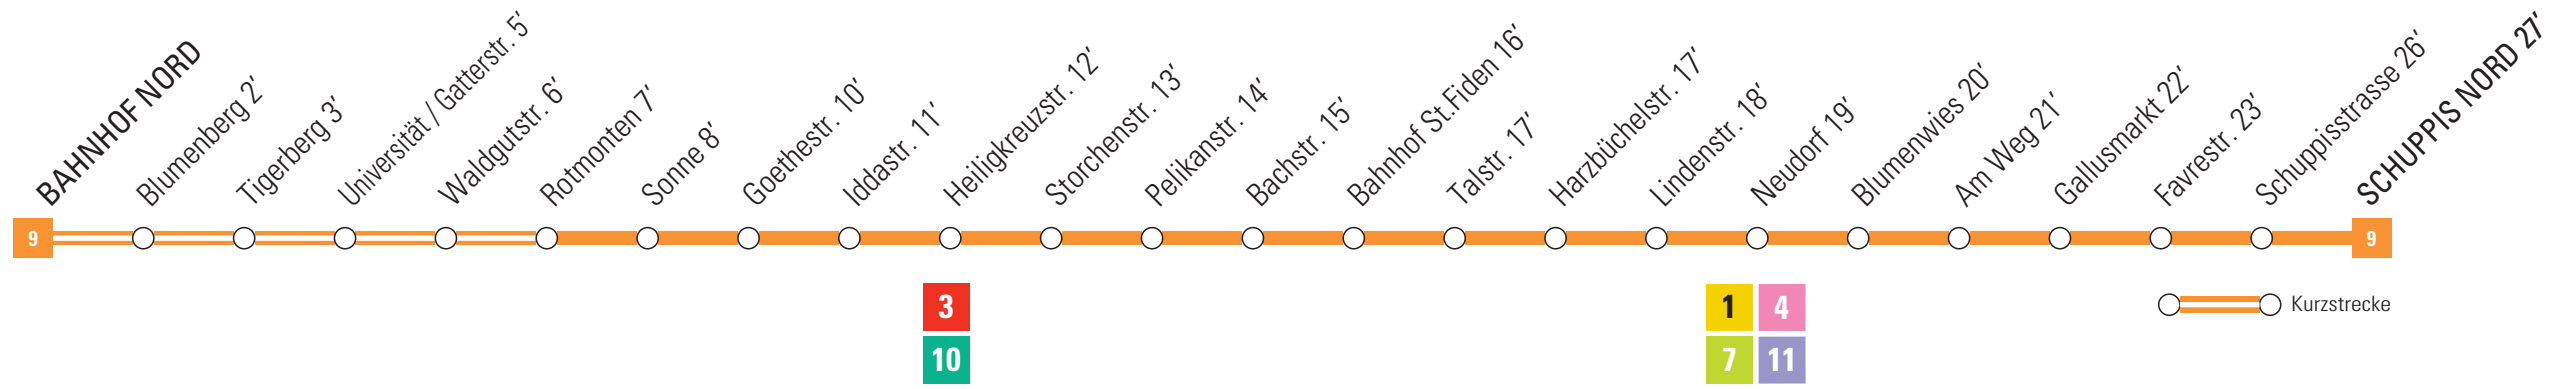 BAHNHOF NORD
Blumenberg 2′
Tigerberg 3′
Universität / Gatterstr. 5′
Waldgutstr. 6′
Rotmonten 7′
Sonne 8′
Goethestr. 10′
Iddastr. 11′
Heiligkreuzstr. 12′
Storchenstr. 13′
Pelikanstr. 14′
Bachstr. 15′
Bahnhof St.Fiden 16′
Talstr. 17′
Harzbüchelstr. 17′
Lindenstr. 18′
Neudorf 19′
Blumenwies 20′
Am Weg 21′
Gallusmarkt 22′
Favrestr. 23′
Schuppisstrasse 26′
SCHUPPIS NORD 27′
9
9
3
10
1 4
7 11
Kurzstrecke